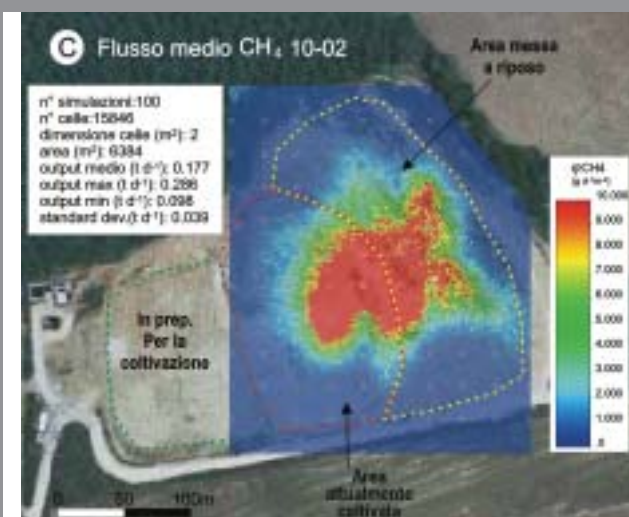 C Flusso medio CH₄ 10-02
Area messa
a riposo
n° simulazioni:100
n° celle:15846
dimensione celle (m²): 2
area (m²): 6384
output medio (t d⁻¹): 0.177
output max (t d⁻¹): 0.286
output min (t d⁻¹): 0.098
standard dev.(t d⁻¹): 0.039
φCH4
10.000
9.000
8.000
7.000
6.000
5.000
4.000
3.000
2.000
1.000
0
In prep.
Per la
coltivazione
Area
attualmente
coltivata
0 50 100m